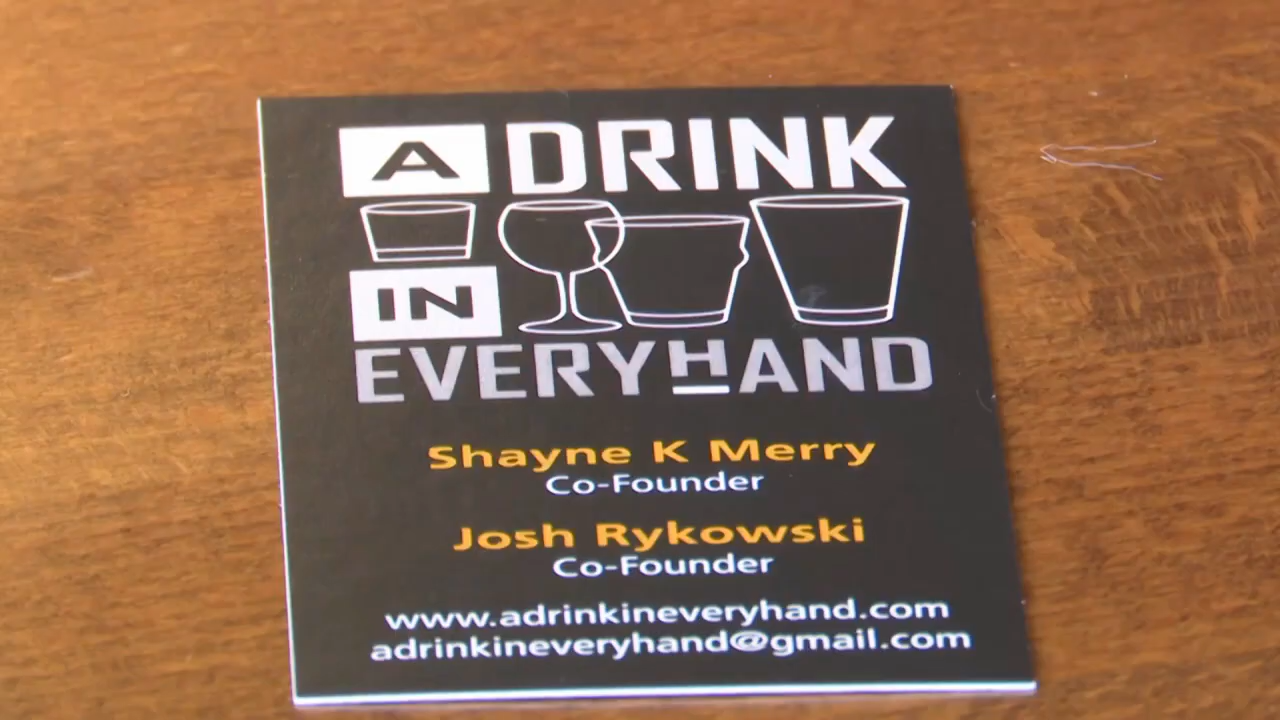 A DRINK
IN
EVERYHAND
Shayne K Merry
Co-Founder
Josh Rykowski
Co-Founder
www.adrinkineveryhand.com
adrinkineveryhand@gmail.com